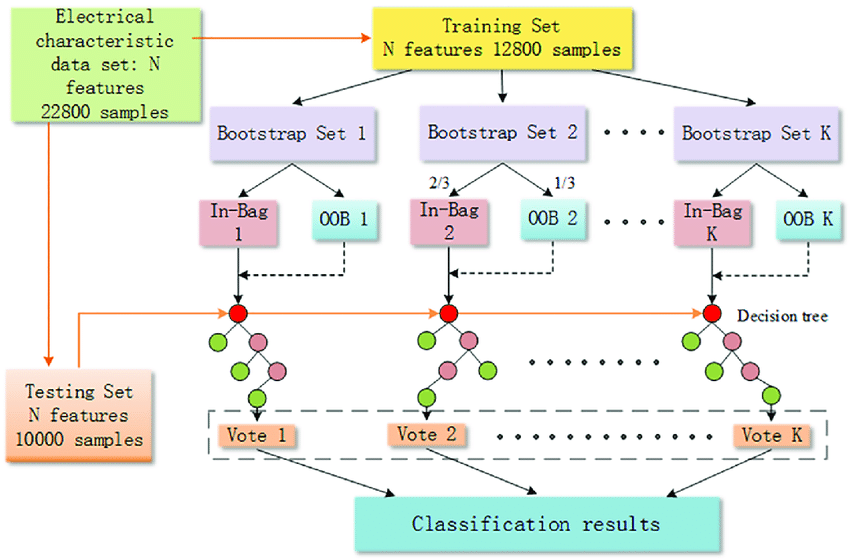 Electrical
characteristic
data set: N
features
22800 samples
Training Set
N features 12800 samples
Bootstrap Set 1
Bootstrap Set 2
Bootstrap Set K
2/3
1/3
In-Bag
1
OOB 1
In-Bag
2
OOB 2
In-Bag
K
OOB K
Decision tree
Testing Set
N features
10000 samples
Vote 1
Vote 2
Vote K
Classification results